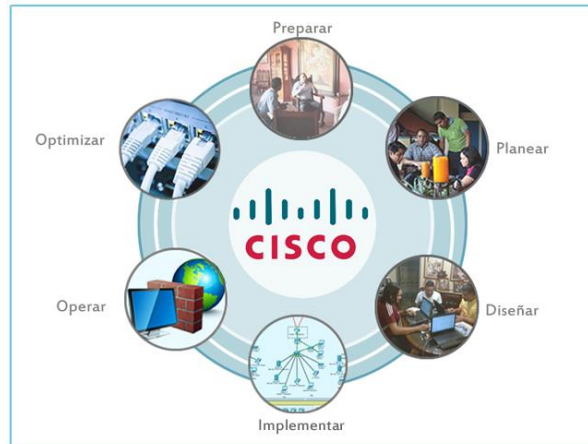 Preparar
Optimizar
Planear
CISCO
Operar
Diseñar
Implementar